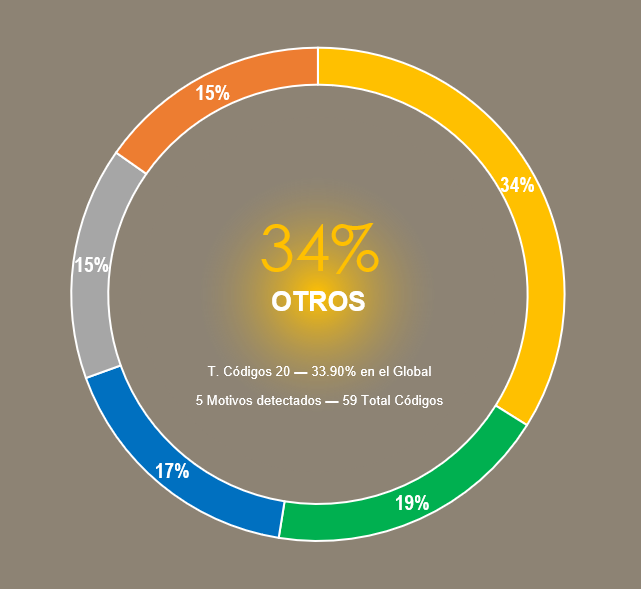 15%
34%
15%
34%
OTROS
T. Códigos 20 — 33.90% en el Global
5 Motivos detectados — 59 Total Códigos
17%
19%